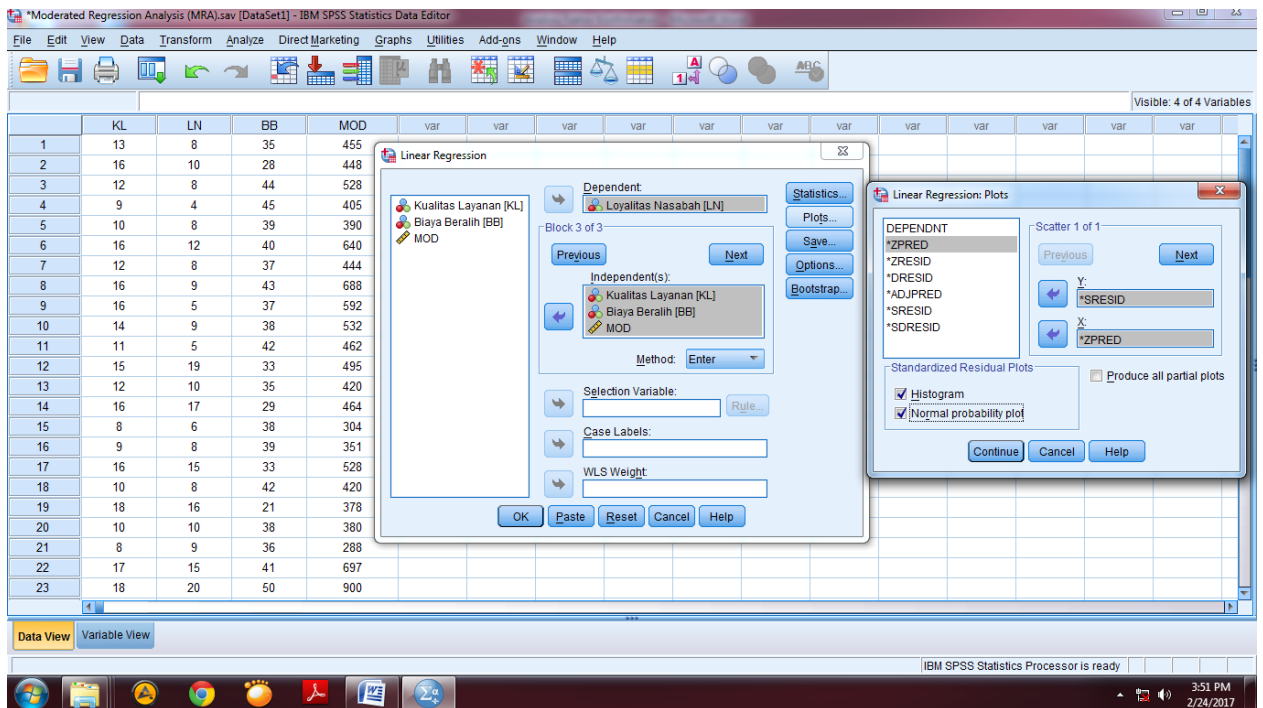 *Moderated Regression Analysis (MRA).sav [DataSet1] - IBM SPSS Statistics Data Editor
File Edit View Data Transform Analyze Direct Marketing Graphs Utilities Add-ons Window Help
Visible: 4 of 4 Variables
KL LN BB MOD var var var var var var var var var var var
1 13 8 35 455
2 16 10 28 448
3 12 8 44 528
4 9 4 45 405
5 10 8 39 390
6 16 12 40 640
7 12 8 37 444
8 16 9 43 688
9 16 5 37 592
10 14 9 38 532
11 11 5 42 462
12 15 19 33 495
13 12 10 35 420
14 16 17 29 464
15 8 6 38 304
16 9 8 39 351
17 16 15 33 528
18 10 8 42 420
19 18 16 21 378
20 10 10 38 380
21 8 9 36 288
22 17 15 41 697
23 18 20 50 900
Linear Regression
Kualitas Layanan [KL]
Biaya Beralih [BB]
MOD
Dependent:
Loyalitas Nasabah [LN]
Block 3 of 3
Previous Next
Independent(s):
Kualitas Layanan [KL]
Biaya Beralih [BB]
MOD
Method: Enter
Selection Variable:
Rule...
Case Labels:
WLS Weight:
OK Paste Reset Cancel Help
Statistics...
Plots...
Save...
Options...
Bootstrap...
Linear Regression: Plots
DEPENDNT
*ZPRED
*ZRESID
*DRESID
*ADJPRED
*SRESID
*SDRESID
Scatter 1 of 1
Previous Next
Y:
*SRESID
X:
*ZPRED
Standardized Residual Plots
Histogram
Normal probability plot
Produce all partial plots
Continue Cancel Help
Data View Variable View
IBM SPSS Statistics Processor is ready
3:51 PM
2/24/2017